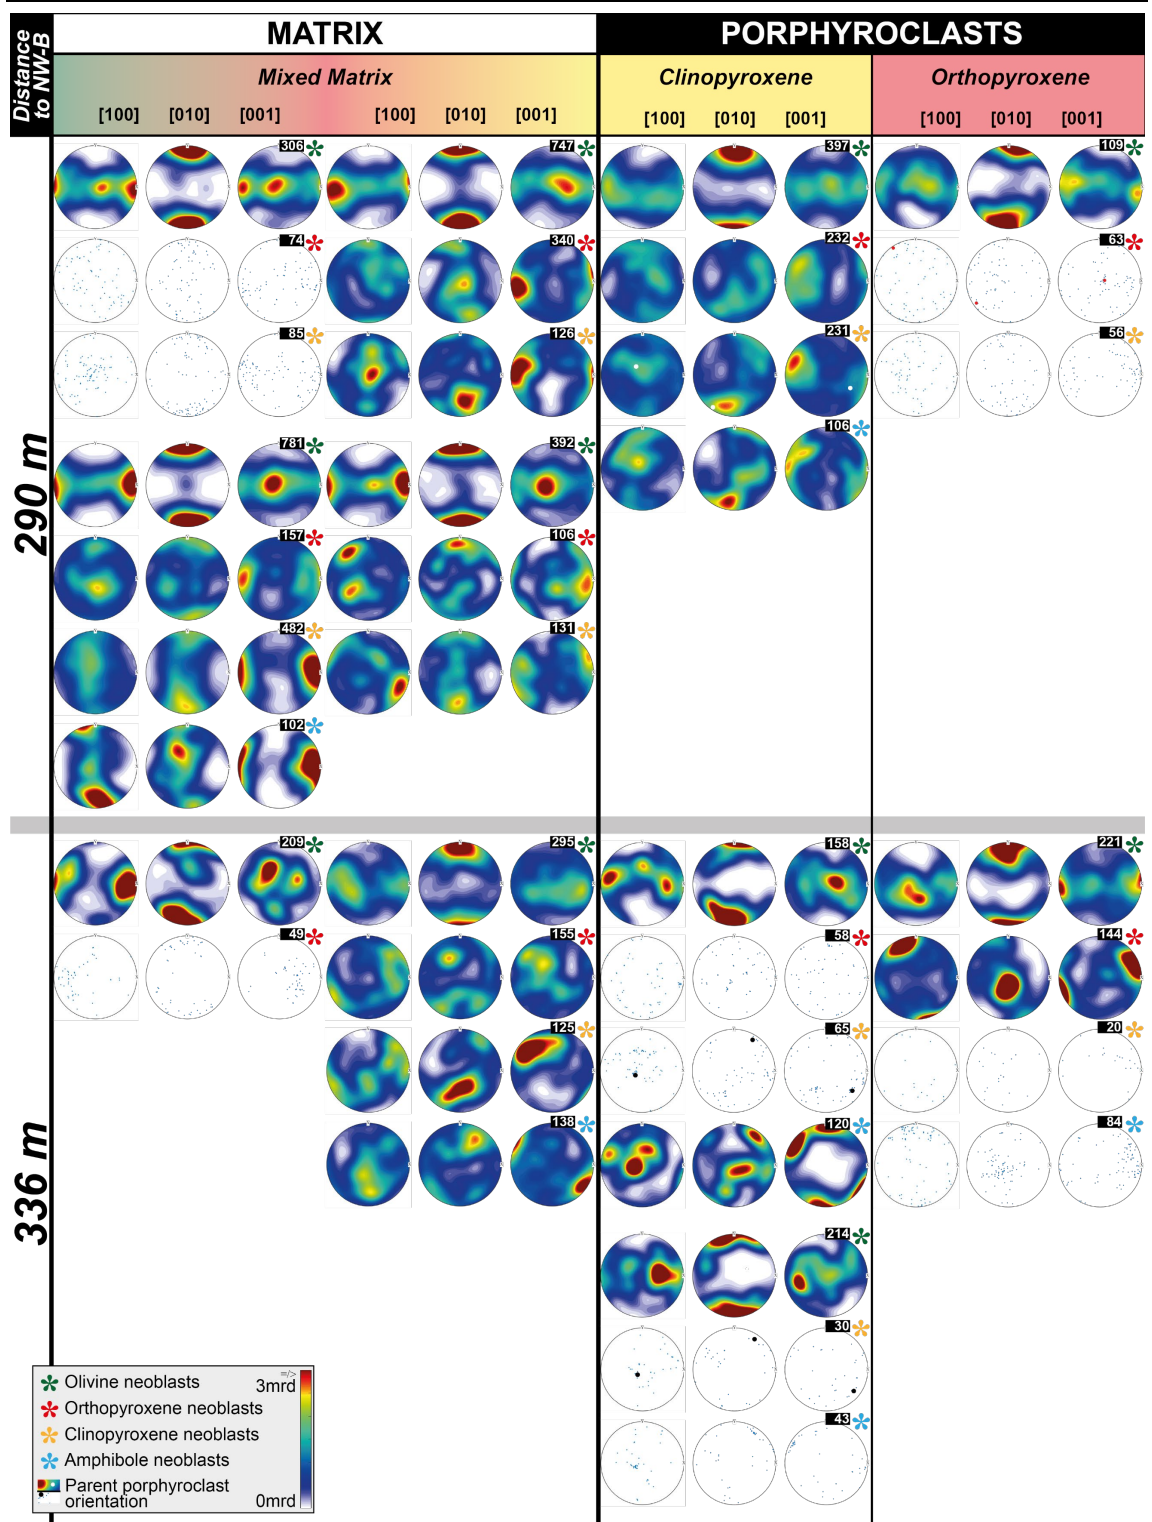 Distance
to NW-B
MATRIX
PORPHYROCLASTS
Mixed Matrix
Clinopyroxene
Orthopyroxene
[100] [010] [001] [100] [010] [001] [100] [010] [001] [100] [010] [001]
290 m
306 747 397 109
74 340 232 63
85 126 231 56
106
781 392
157 106
482 131
102
336 m
209 295 158 221
49 155 58 144
125 65 20
138 120 84
214
30
43
Olivine neoblasts
Orthopyroxene neoblasts
Clinopyroxene neoblasts
Amphibole neoblasts
Parent porphyroclast
orientation
=/>
3mrd
0mrd